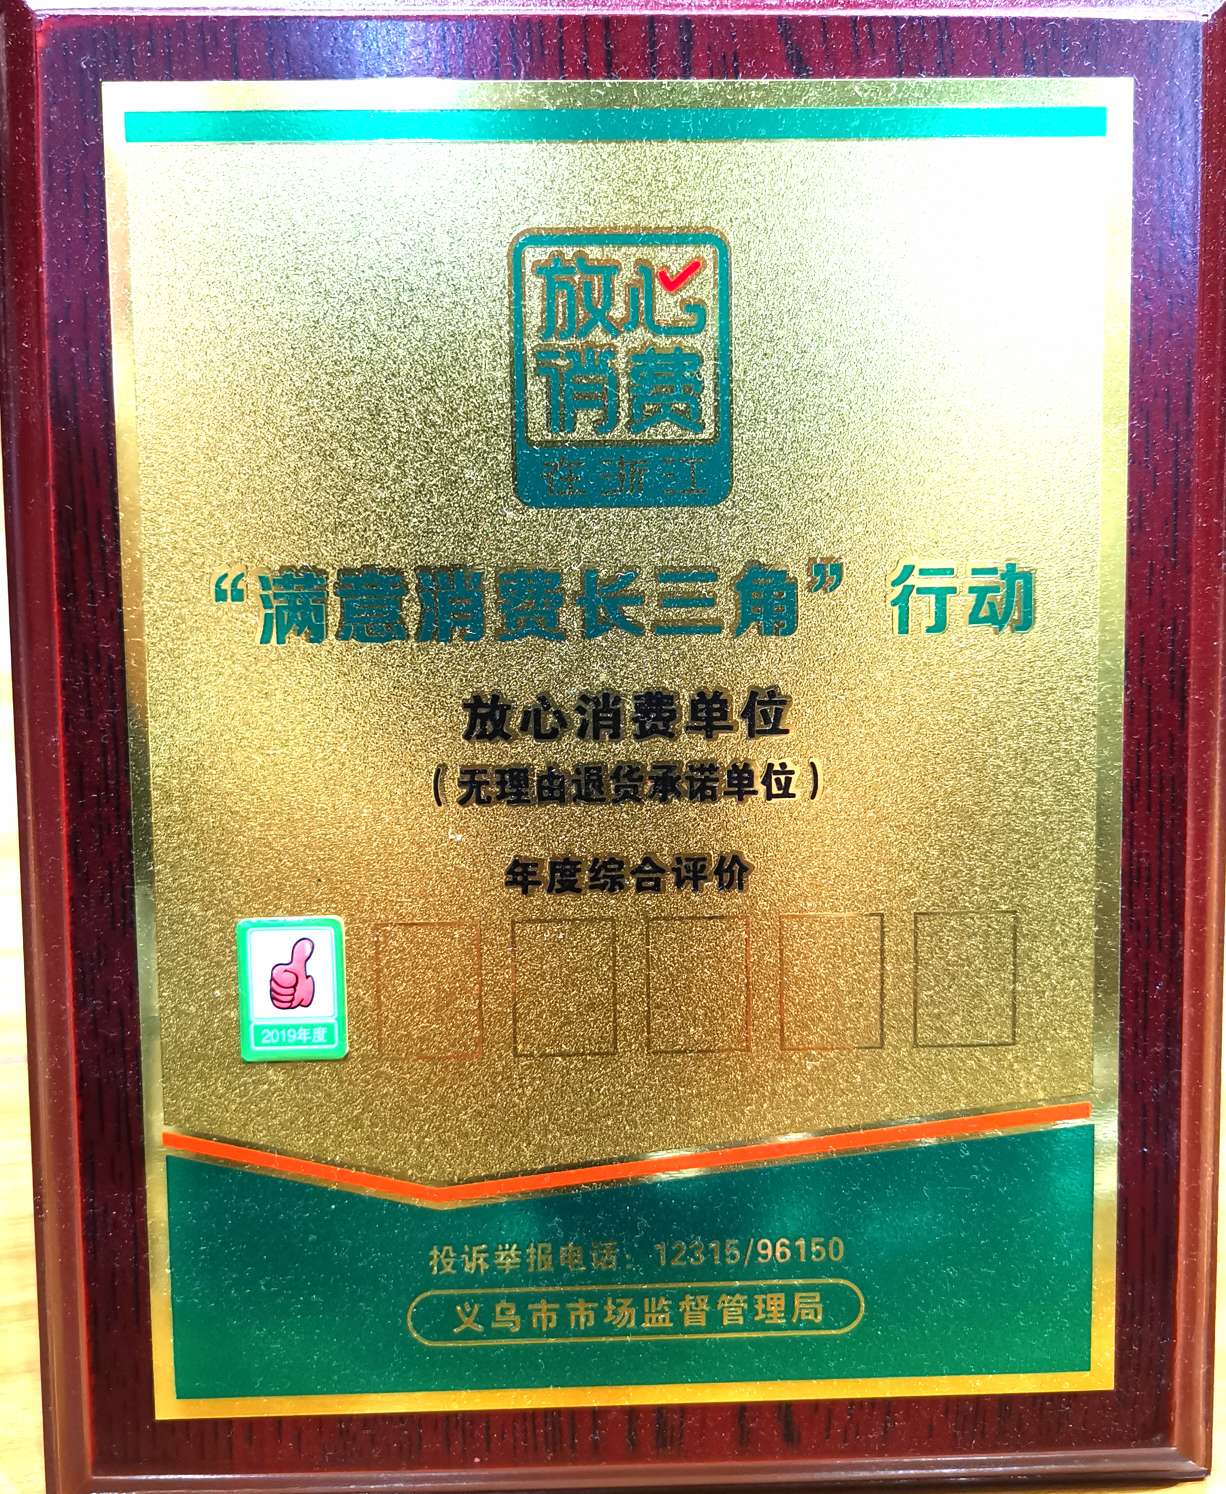 放心
消费
在浙江
“满意消费长三角”行动
放心消费单位
（无理由退货承诺单位）
年度综合评价
2019年度
投诉举报电话：12315/96150
义乌市市场监督管理局